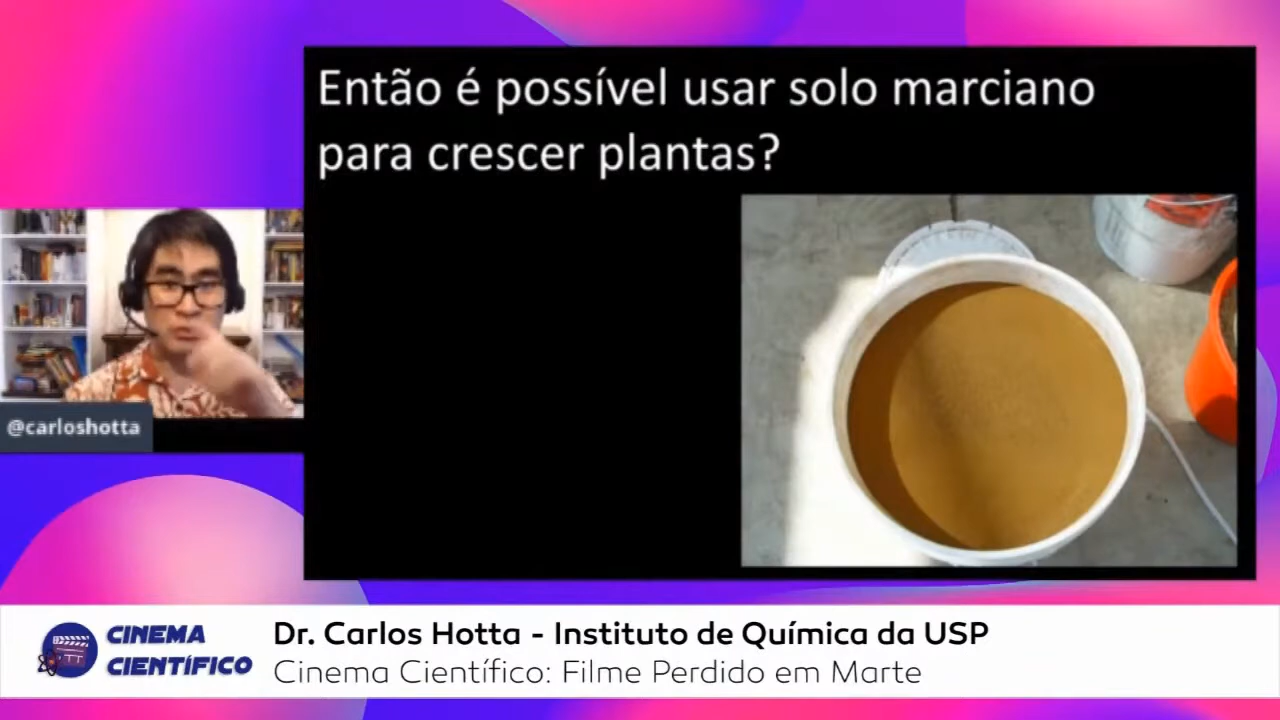 Então é possível usar solo marciano
para crescer plantas?
@carloshotta
CINEMA
CIENTÍFICO
Dr. Carlos Hotta - Instituto de Química da USP
Cinema Científico: Filme Perdido em Marte